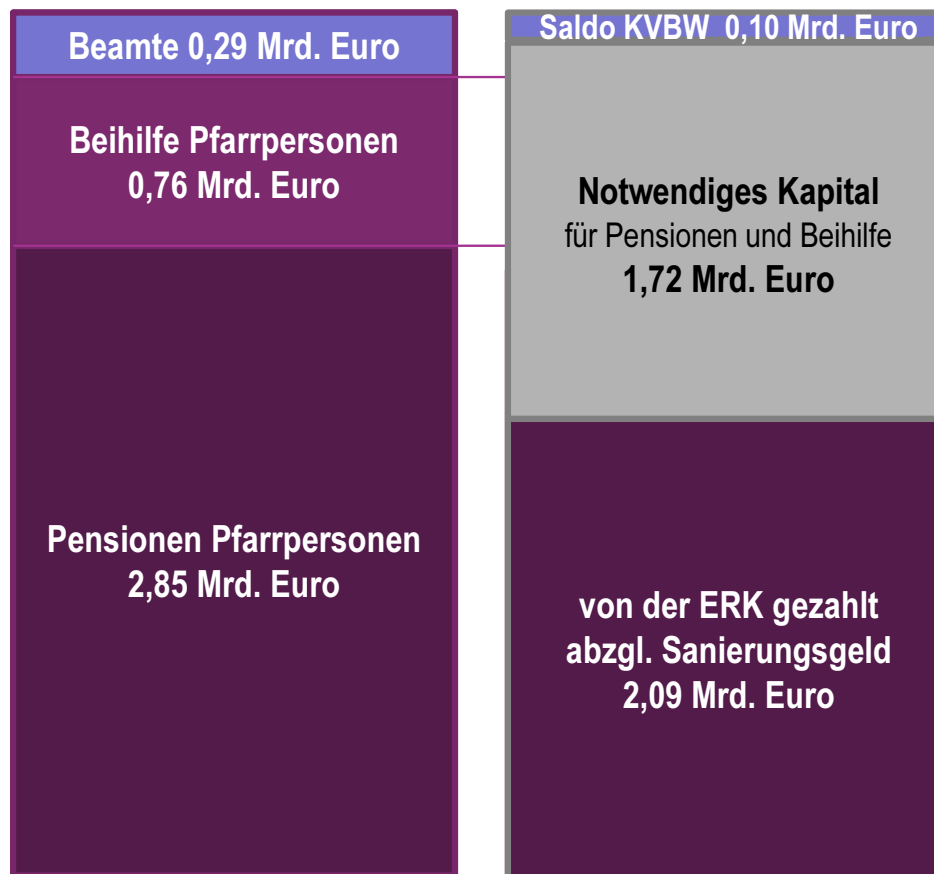 Beamte 0,29 Mrd. Euro
Beihilfe Pfarrpersonen
0,76 Mrd. Euro
Pensionen Pfarrpersonen
2,85 Mrd. Euro
Saldo KVBW 0,10 Mrd. Euro
Notwendiges Kapital
für Pensionen und Beihilfe
1,72 Mrd. Euro
von der ERK gezahlt
abzgl. Sanierungsgeld
2,09 Mrd. Euro